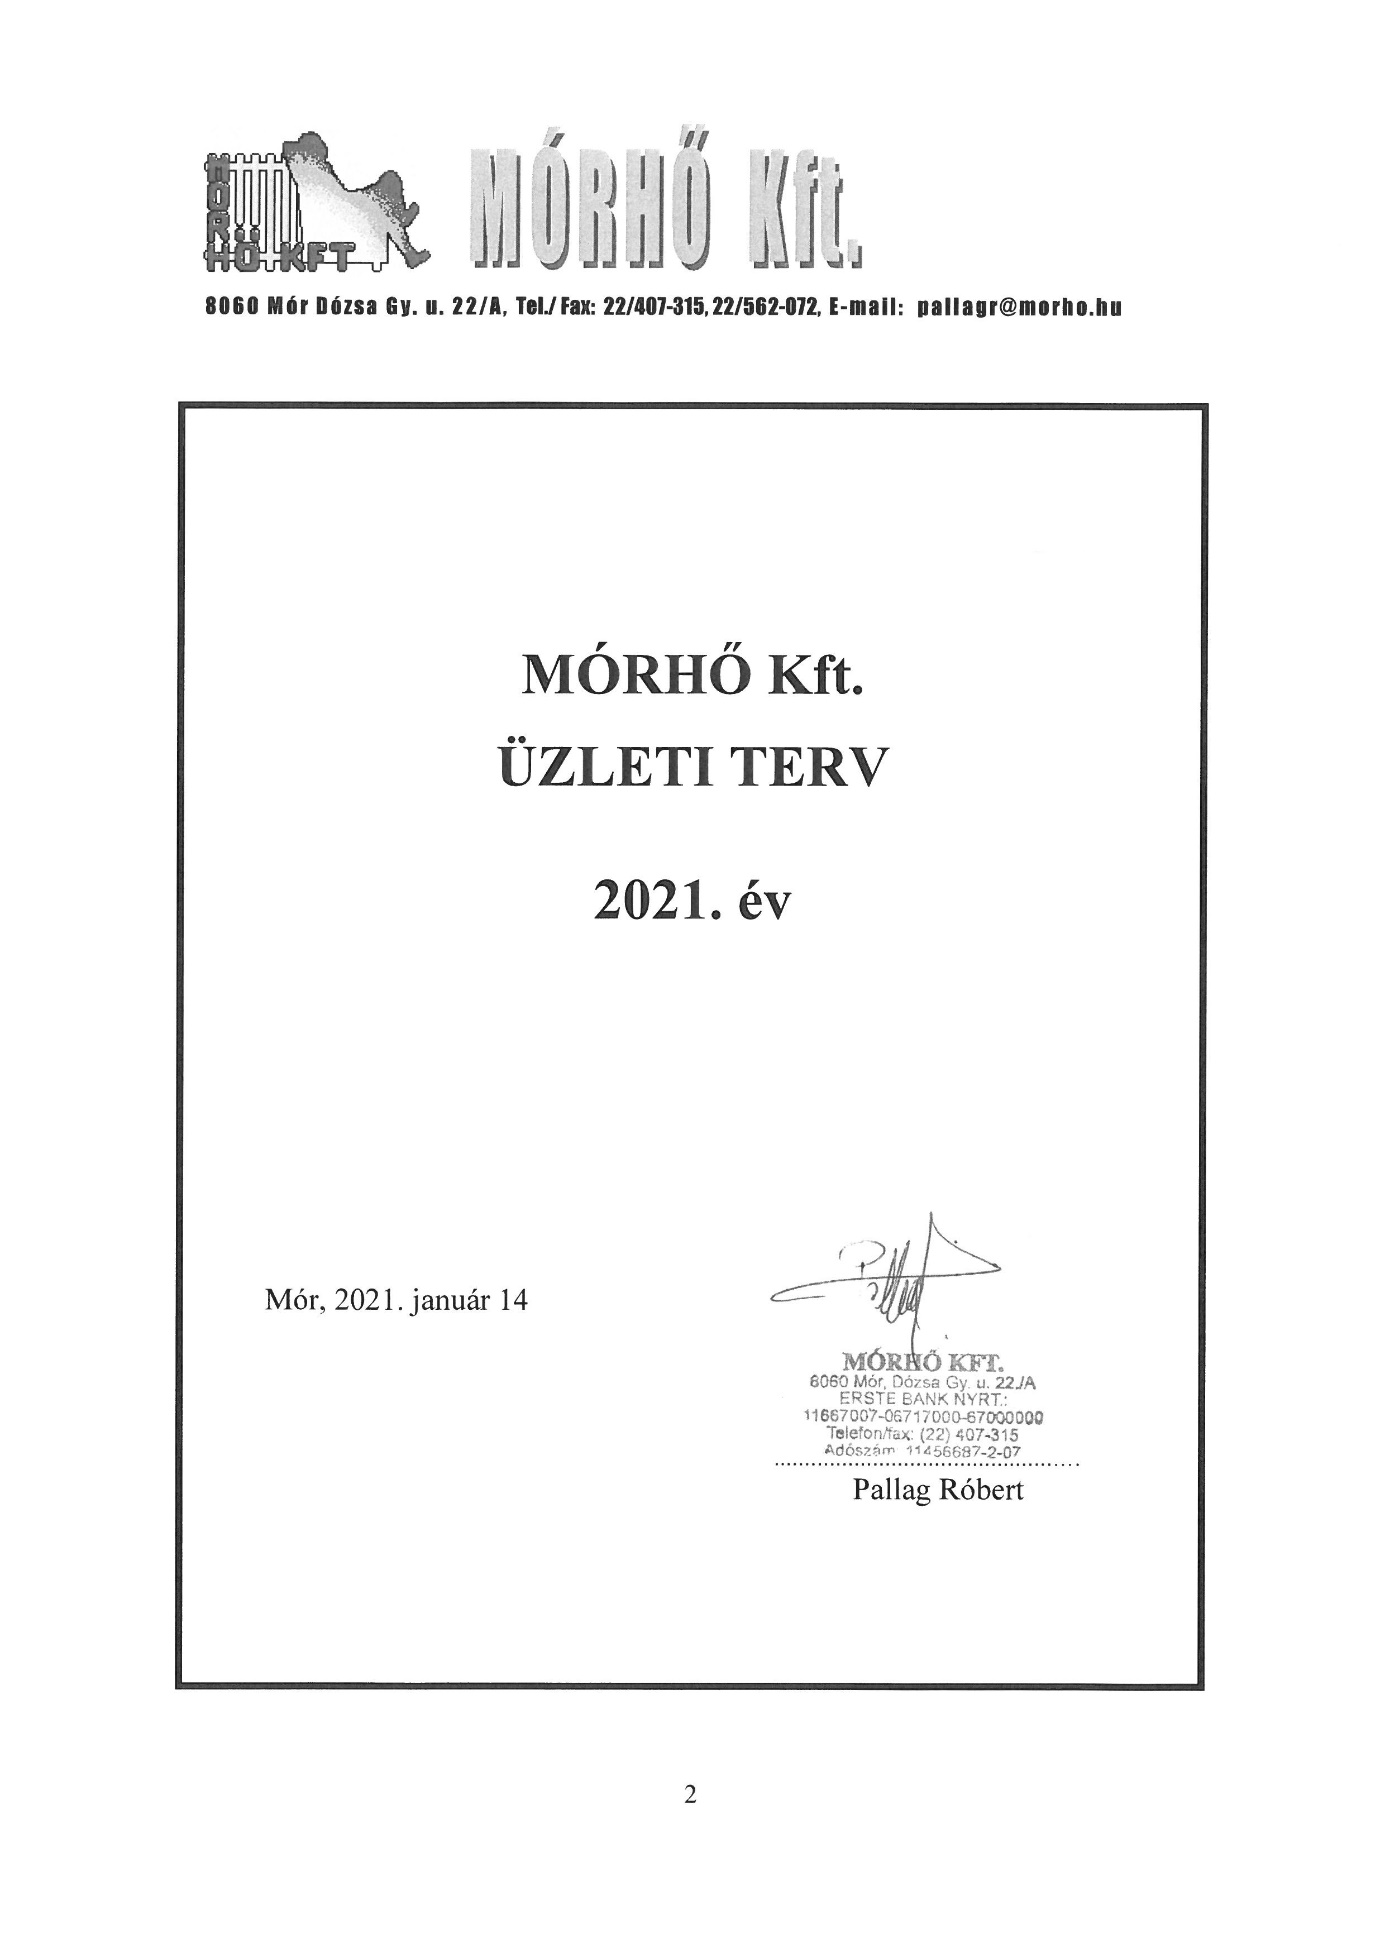 MÓRHŐ KFT
MÓRHŐ Kft.
8060 Mór Dózsa Gy. u. 22/A, Tel./Fax: 22/407-315, 22/562-072, E-mail: pallagr@morho.hu
MÓRHŐ Kft.
ÜZLETI TERV
2021. év
Mór, 2021. január 14
MÓRHŐ KFT.
8060 Mór, Dózsa Gy. u. 22./A
ERSTE BANK NYRT.:
11667007-06717000-67000000
Telefon/fax: (22) 407-315
Adószám: 11456687-2-07
Pallag Róbert
2